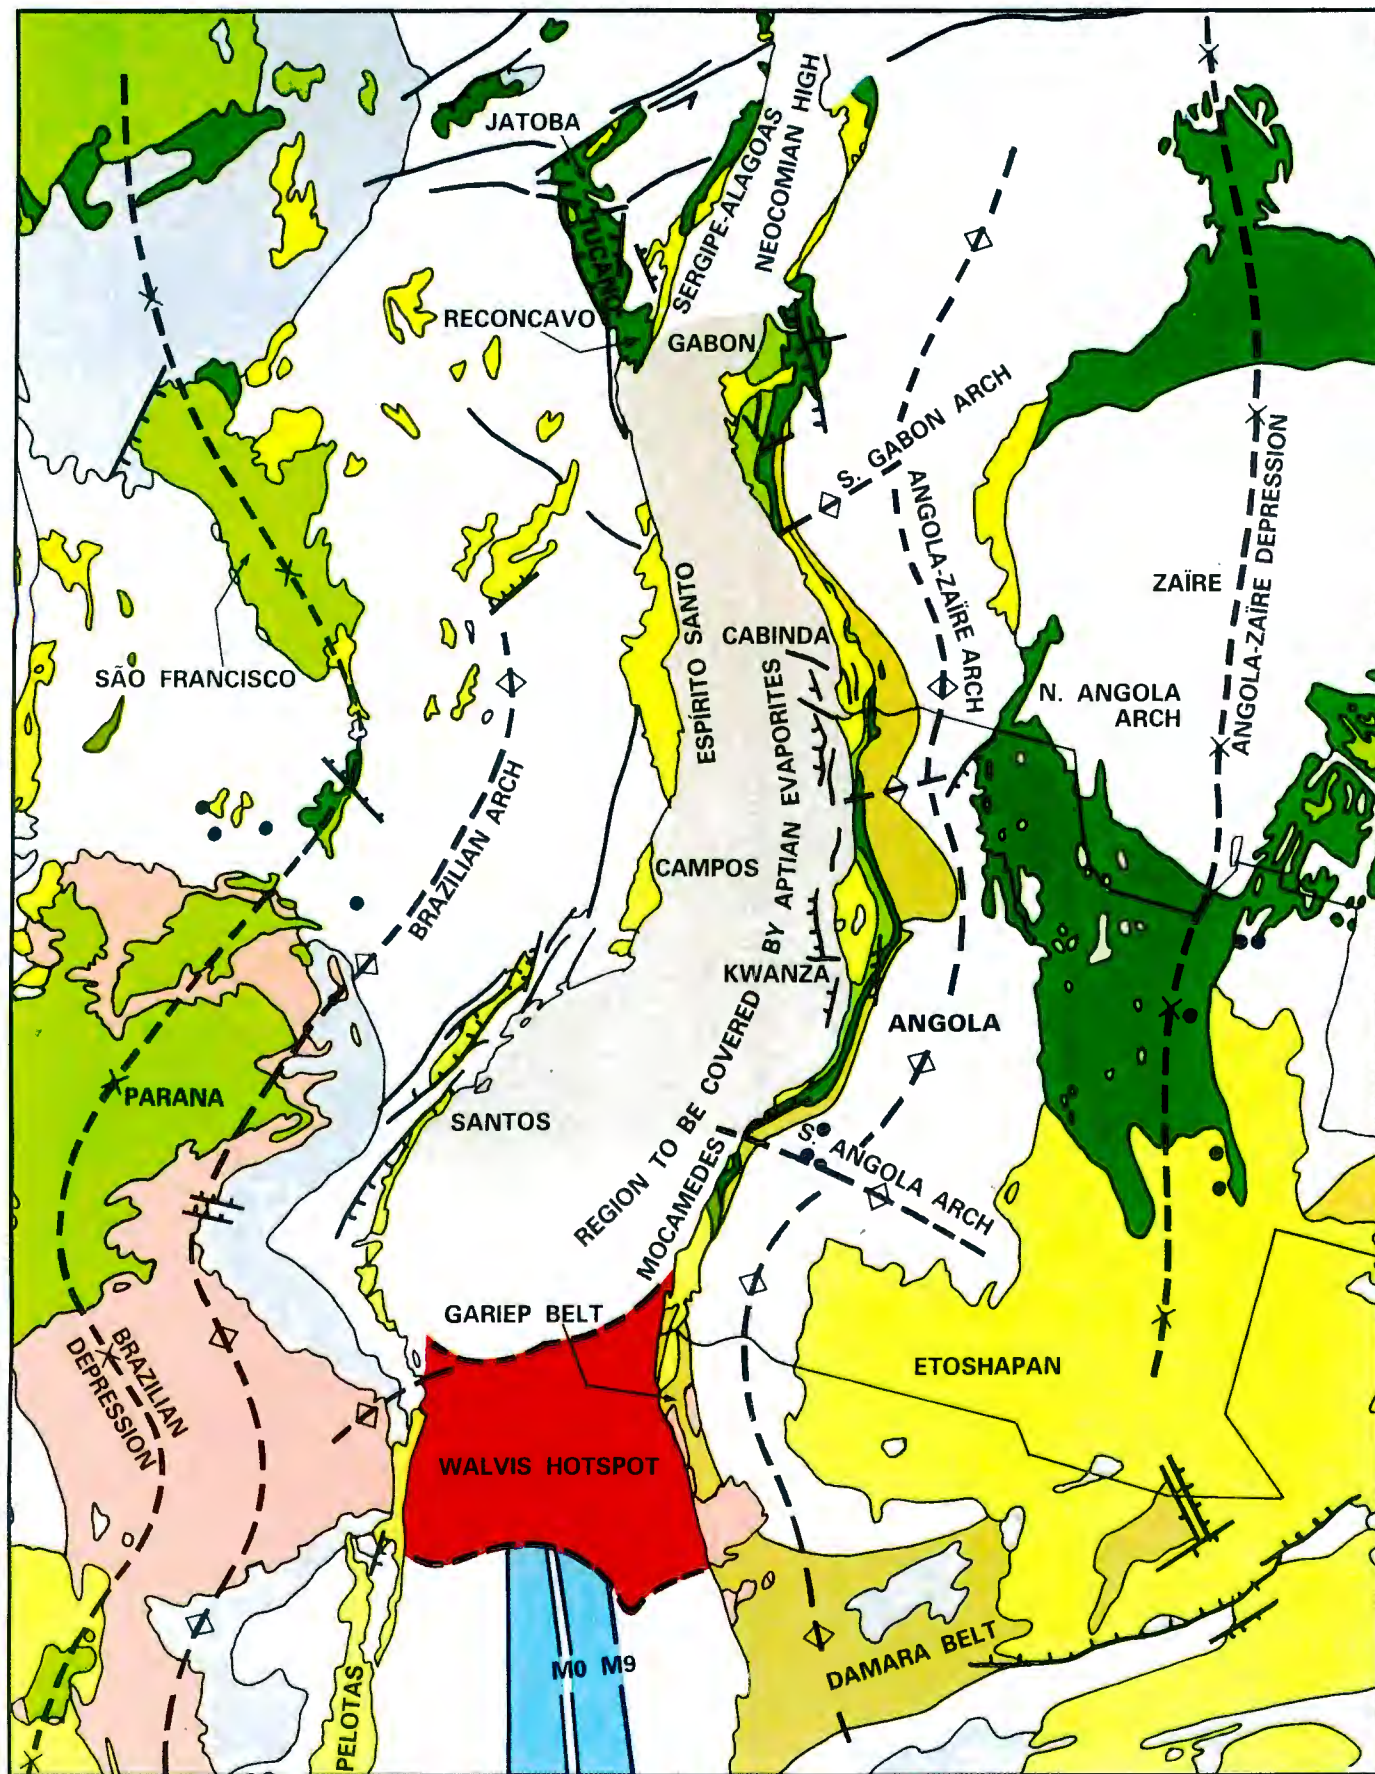 JATOBA
TUCANO
SERGIPE-ALAGOAS
NEOCOMIAN HIGH
RECONCAVO
GABON
S. GABON ARCH
ANGOLA-ZAÏRE ARCH
ANGOLA-ZAÏRE DEPRESSION
ZAÏRE
SÃO FRANCISCO
ESPÍRITO SANTO
CABINDA
N. ANGOLA
ARCH
BRAZILIAN ARCH
CAMPOS
REGION TO BE COVERED BY APTIAN EVAPORITES
KWANZA
ANGOLA
PARANA
SANTOS
S. ANGOLA ARCH
MOCAMEDES
GARIEP BELT
BRAZILIAN
DEPRESSION
ETOSHAPAN
WALVIS HOTSPOT
M0 M9
DAMARA BELT
PELOTAS